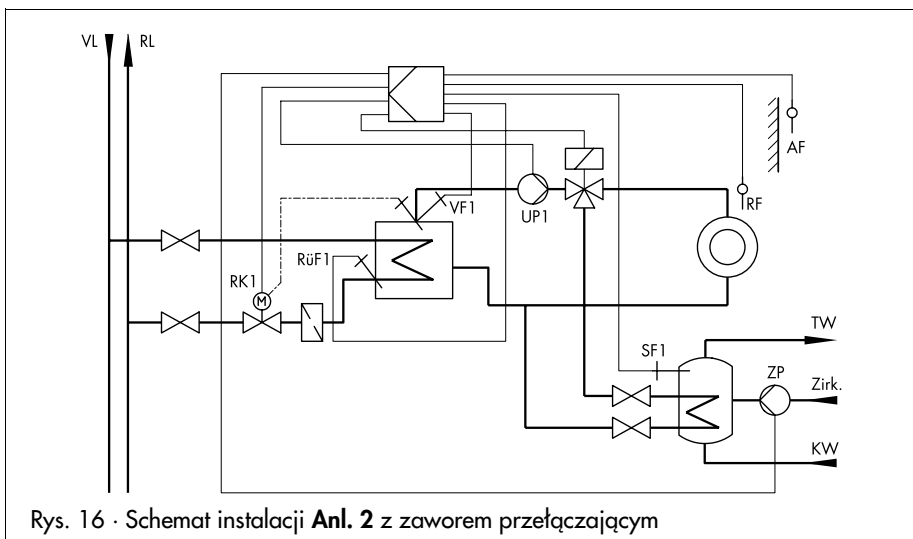 VL RL
AF
VF1
UP1
RF
RüF1
RK1
M
TW
SF1
ZP
Zirk.
KW
Rys. 16 · Schemat instalacji Anl. 2 z zaworem przełączającym